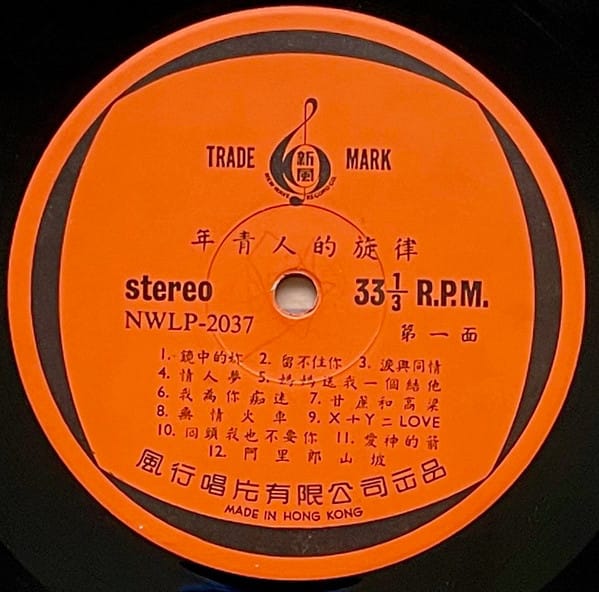 TRADE MARK
新風
年青人的旋律
stereo 33 1/3 R.P.M.
NWLP-2037
第一面
1. 鏡中的妳 2. 留不住你 3. 淚與同情
4. 情人夢 5. 媽媽送我一個結他
6. 我為你痴迷 7. 甘蔗和高梁
8. 無情火車 9. X+Y=LOVE
10. 回頭我也不要你 11. 愛神的箭
12. 阿里郎山坡
風行唱片有限公司出品
MADE IN HONG KONG